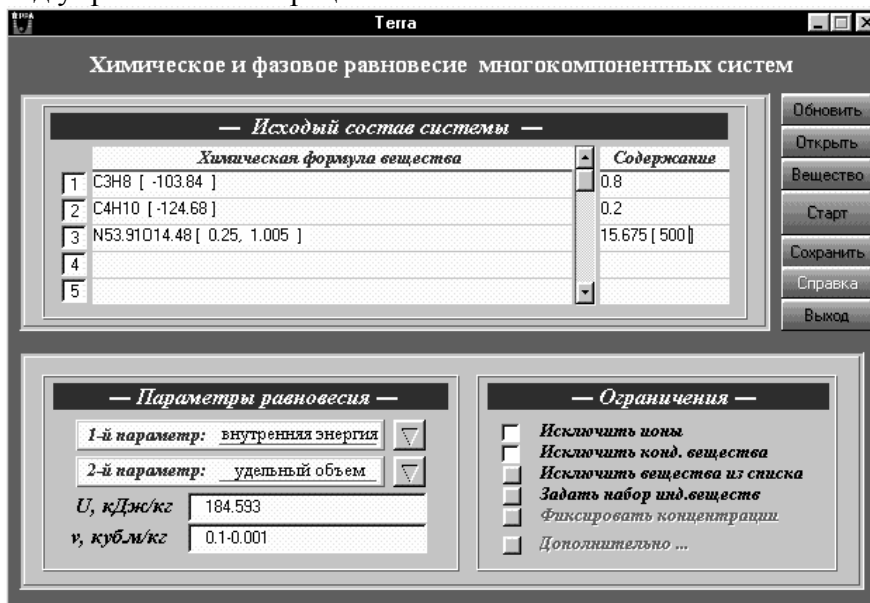 Terra
Химическое и фазовое равновесие многокомпонентных систем
— Исходый состав системы —
Химическая формула вещества Содержание
1 C3H8 [ -103.84 ] 0.8
2 C4H10 [ -124.68 ] 0.2
3 N53.91O14.48 [ 0.25, 1.005 ] 15.675 [ 500 ]
4
5
Обновить
Открыть
Вещество
Старт
Сохранить
Справка
Выход
— Параметры равновесия —
1-й параметр: внутренняя энергия
2-й параметр: удельный объем
U, кДж/кг 184.593
v, куб.м/кг 0.1-0.001
— Ограничения —
Исключить ионы
Исключить конд. вещества
Исключить вещества из списка
Задать набор инд.веществ
Фиксировать концентрации
Дополнительно ...